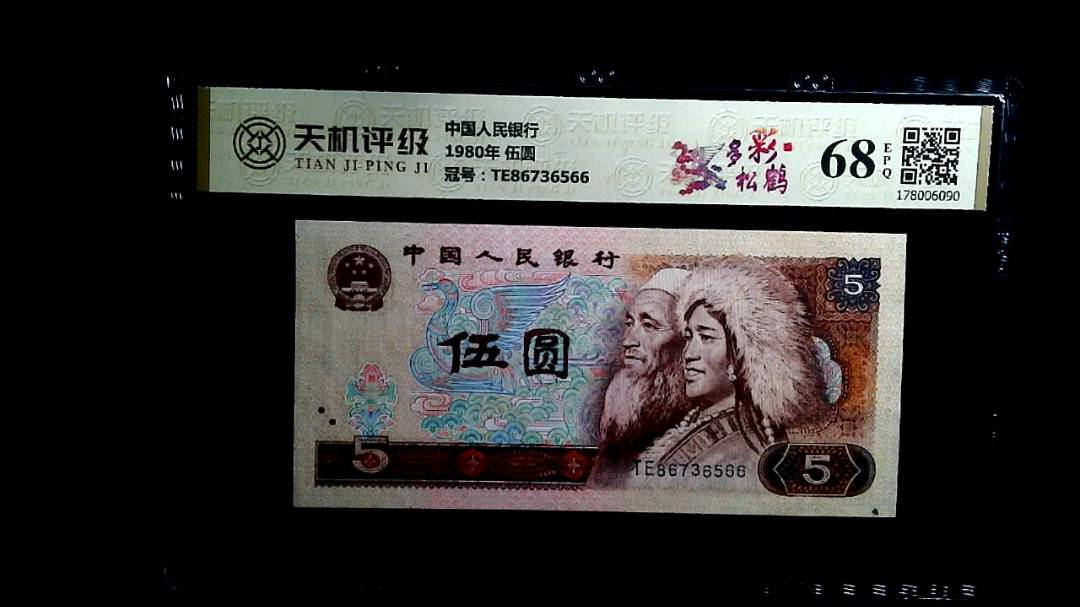 天机评级
TIAN JI PING JI
中国人民银行
1980年 伍圆
冠号：TE86736566
多彩
松鹤
68
EPQ
178006090
中国人民银行
5
伍圆
5
TE86736566
5